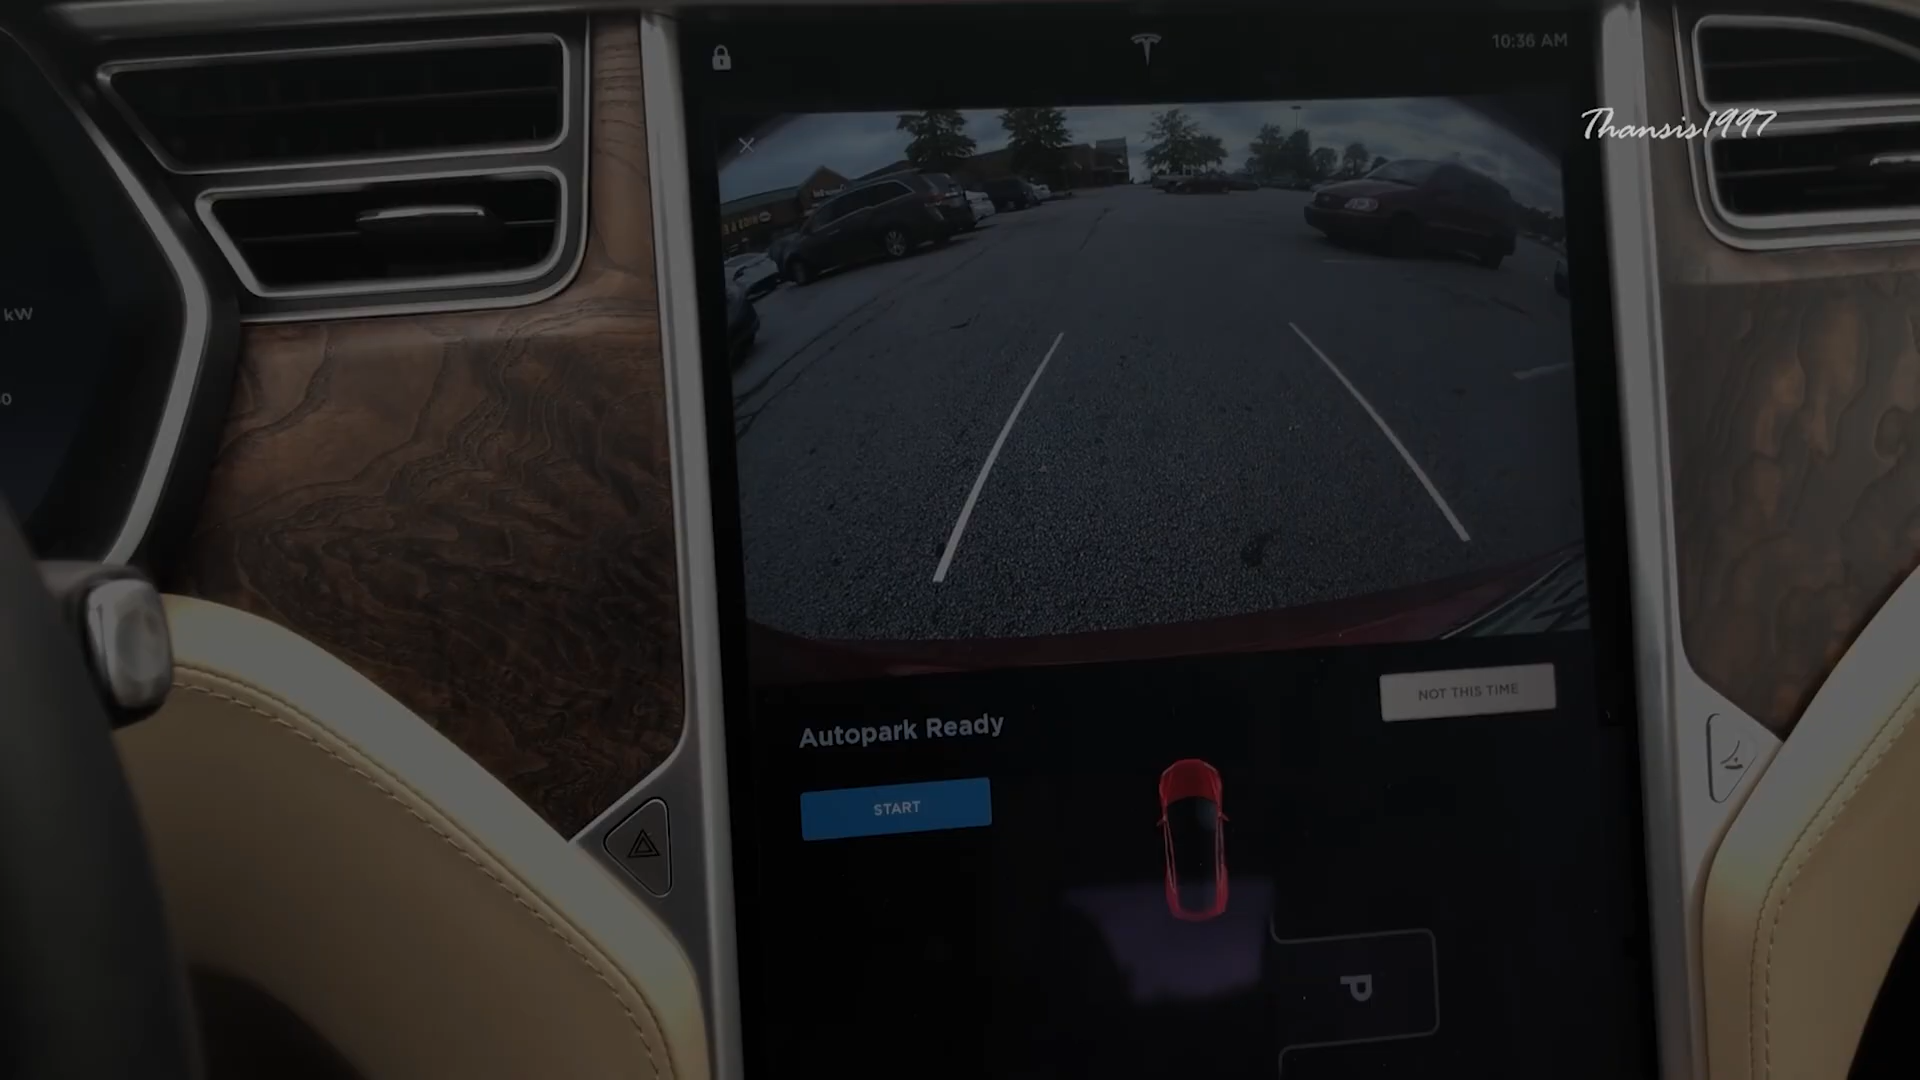 10:36 AM
Thansis1997
kW
NOT THIS TIME
Autopark Ready
START
P